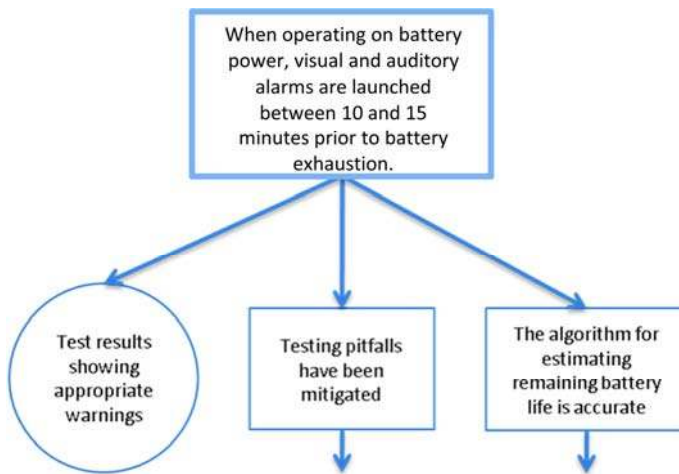 When operating on battery
power, visual and auditory
alarms are launched
between 10 and 15
minutes prior to battery
exhaustion.
Test results
showing
appropriate
warnings
Testing pitfalls
have been
mitigated
The algorithm for
estimating
remaining battery
life is accurate